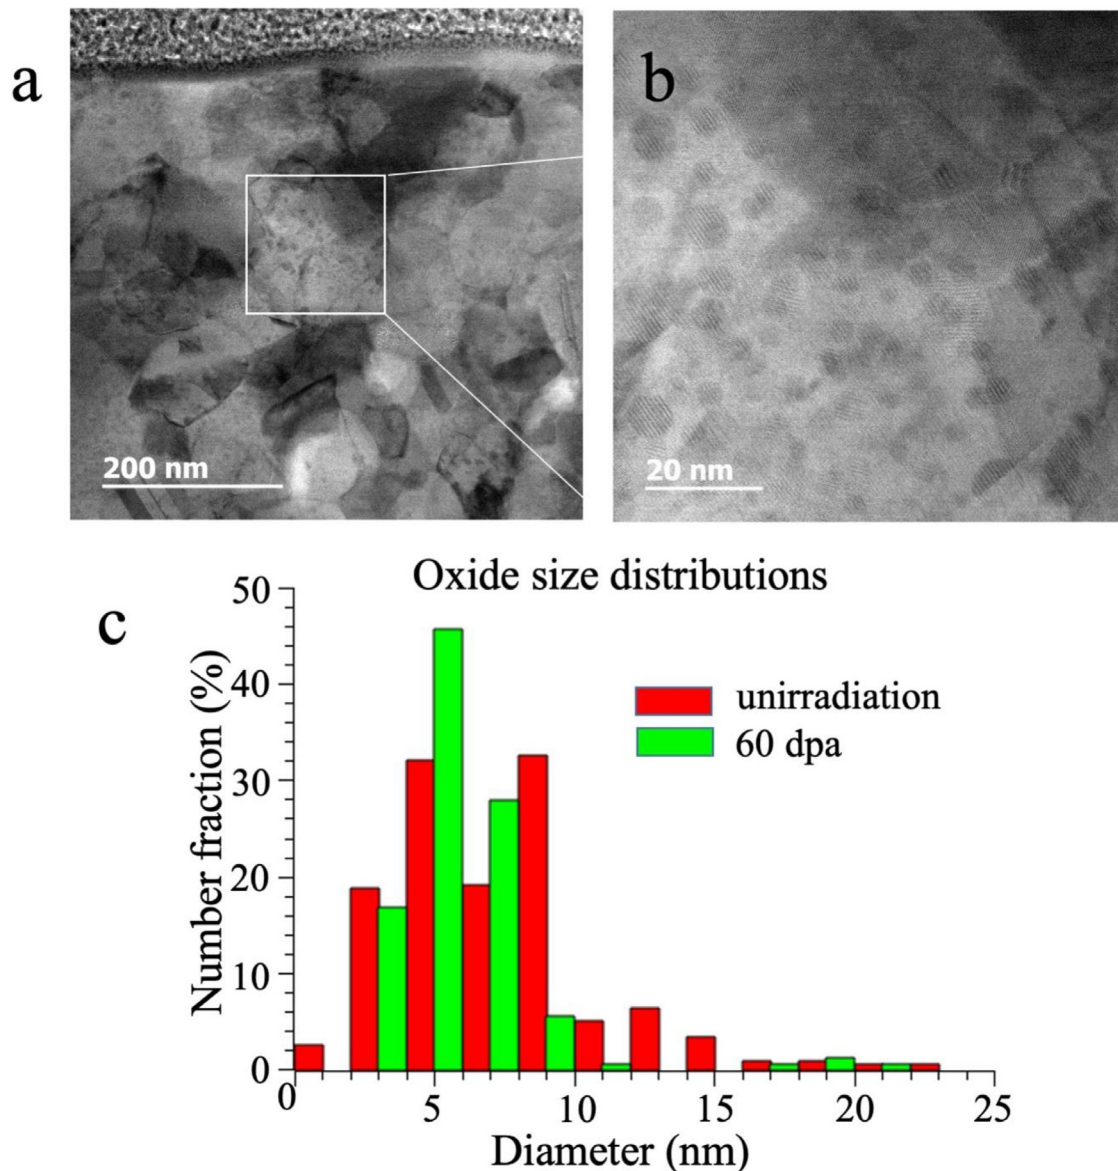 a
200 nm
b
20 nm
c
Oxide size distributions
Number fraction (%)
50
40
30
20
10
0
unirradiation
60 dpa
0 5 10 15 20 25
Diameter (nm)